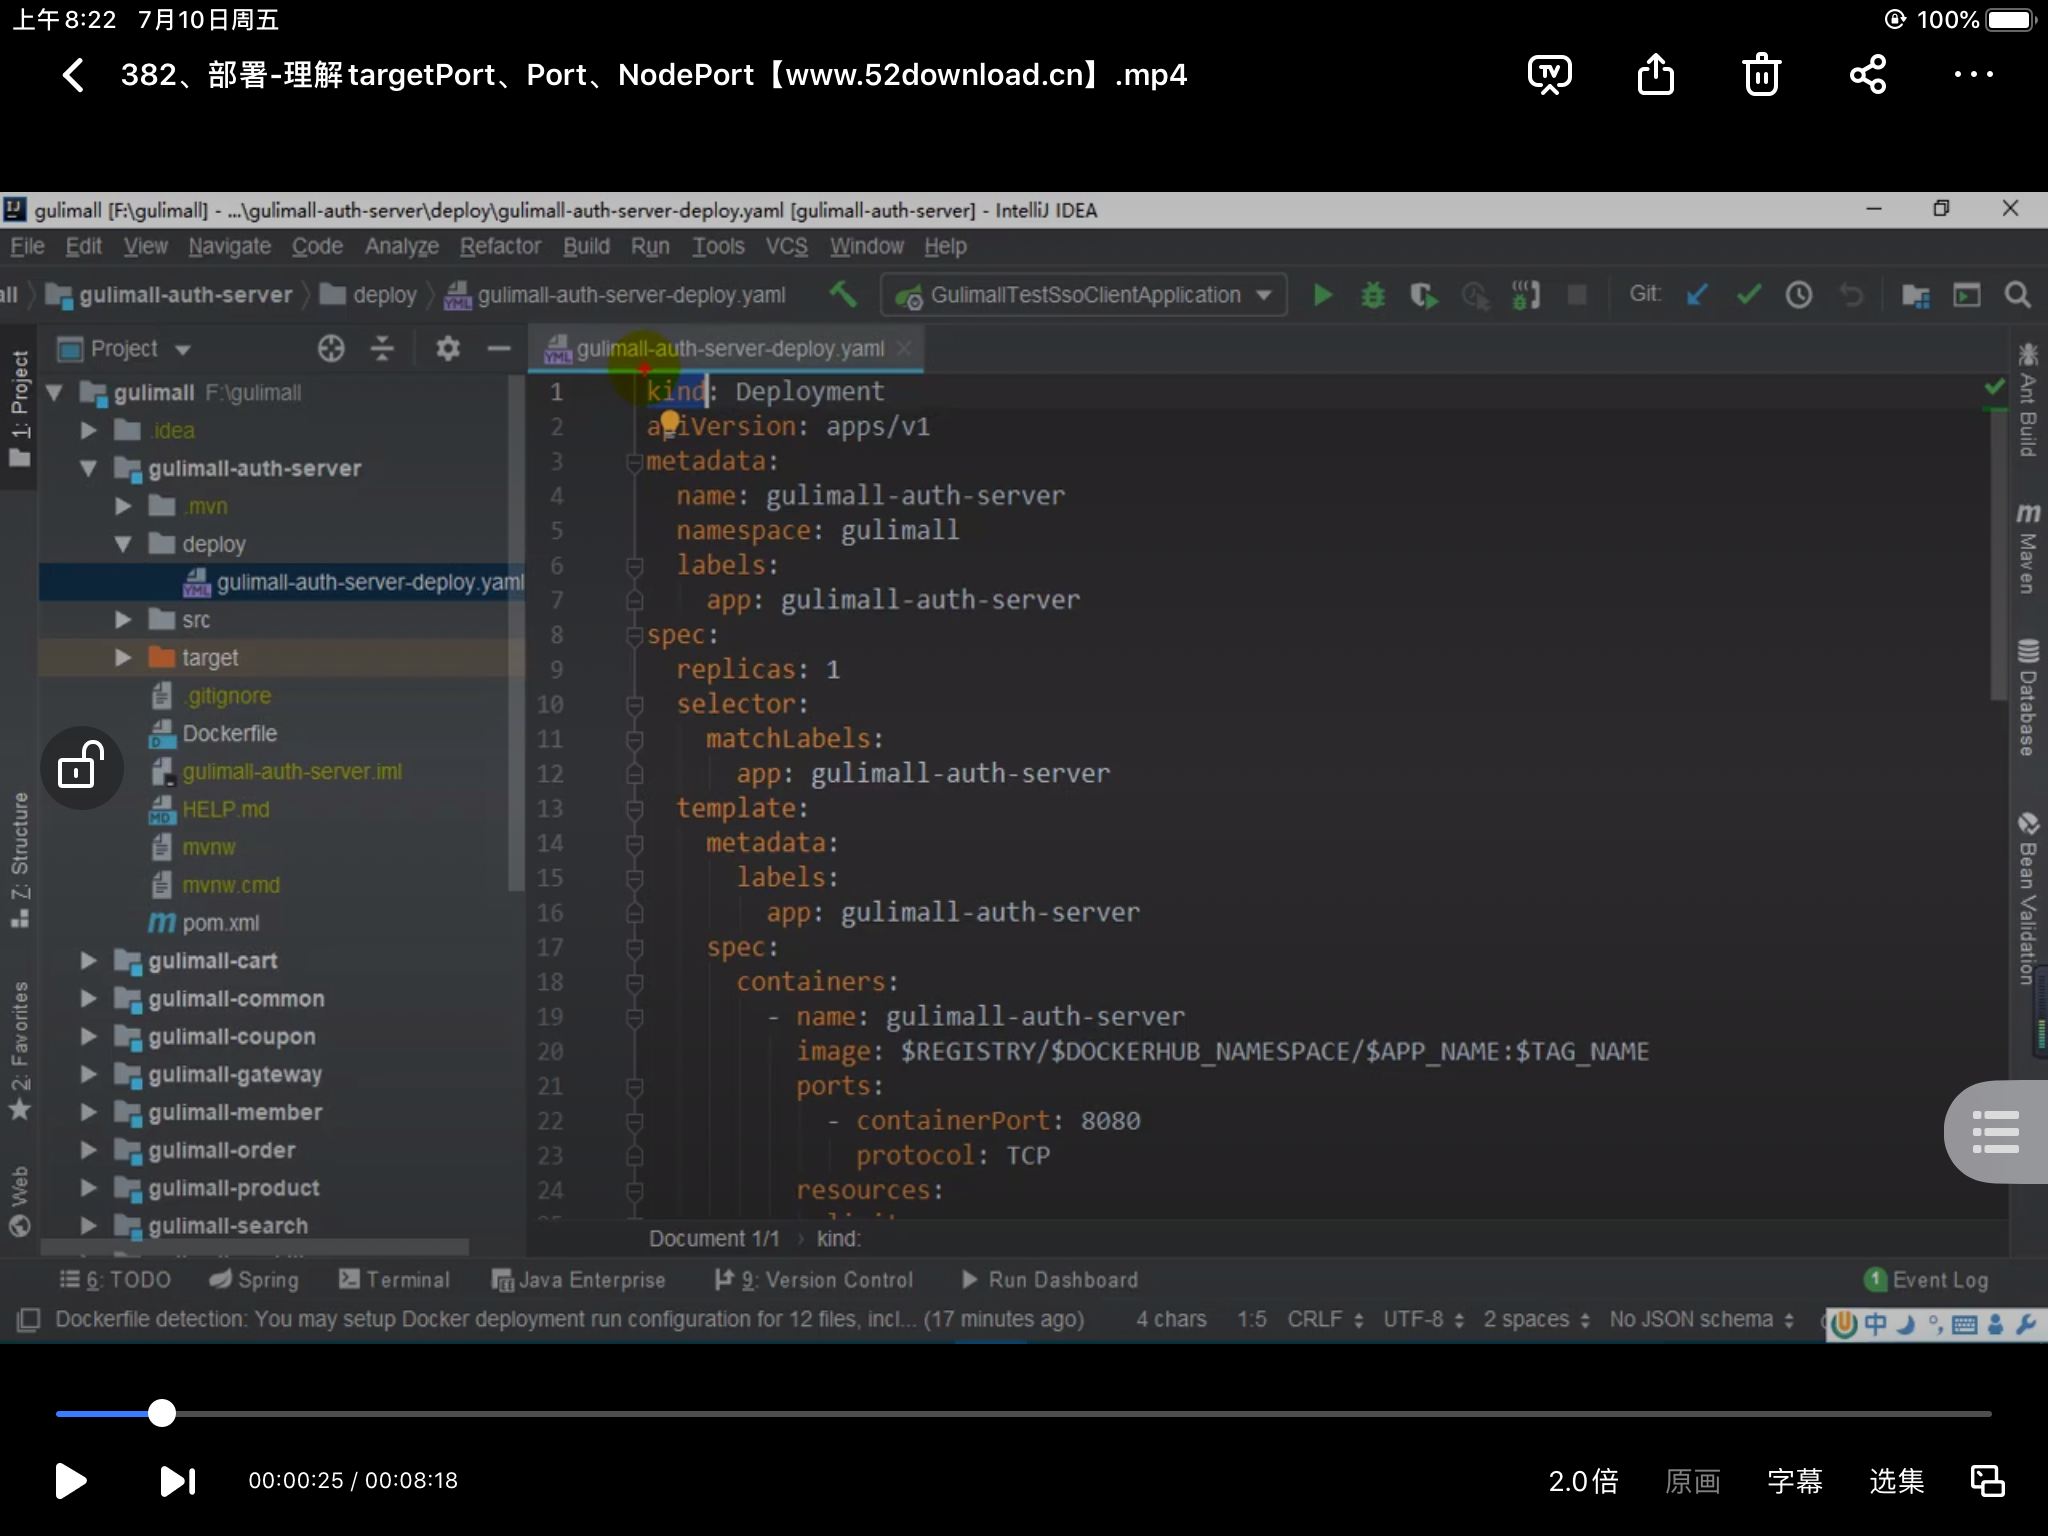 上午8:22 7月10日周五
100%
382、部署-理解targetPort、Port、NodePort【www.52download.cn】.mp4
gulimall [F:\gulimall] - ...\gulimall-auth-server\deploy\gulimall-auth-server-deploy.yaml [gulimall-auth-server] - IntelliJ IDEA
File Edit View Navigate Code Analyze Refactor Build Run Tools VCS Window Help
all gulimall-auth-server deploy gulimall-auth-server-deploy.yaml GulimallTestSsoClientApplication Git:
1: Project
7: Structure
2: Favorites
Web
Project
gulimall F:\gulimall
.idea
gulimall-auth-server
.mvn
deploy
gulimall-auth-server-deploy.yaml
src
target
.gitignore
Dockerfile
gulimall-auth-server.iml
HELP.md
mvnw
mvnw.cmd
pom.xml
gulimall-cart
gulimall-common
gulimall-coupon
gulimall-gateway
gulimall-member
gulimall-order
gulimall-product
gulimall-search
gulimall-auth-server-deploy.yaml
1 kind: Deployment
2 apiVersion: apps/v1
3 metadata:
4 name: gulimall-auth-server
5 namespace: gulimall
6 labels:
7 app: gulimall-auth-server
8 spec:
9 replicas: 1
10 selector:
11 matchLabels:
12 app: gulimall-auth-server
13 template:
14 metadata:
15 labels:
16 app: gulimall-auth-server
17 spec:
18 containers:
19 - name: gulimall-auth-server
20 image: $REGISTRY/$DOCKERHUB_NAMESPACE/$APP_NAME:$TAG_NAME
21 ports:
22 - containerPort: 8080
23 protocol: TCP
24 resources:
Document 1/1 › kind:
Ant Build
Maven
Database
Bean Validation
6: TODO Spring Terminal Java Enterprise 9: Version Control Run Dashboard 1 Event Log
Dockerfile detection: You may setup Docker deployment run configuration for 12 files, incl... (17 minutes ago) 4 chars 1:5 CRLF UTF-8 2 spaces No JSON schema
中
00:00:25 / 00:08:18 2.0倍 原画 字幕 选集